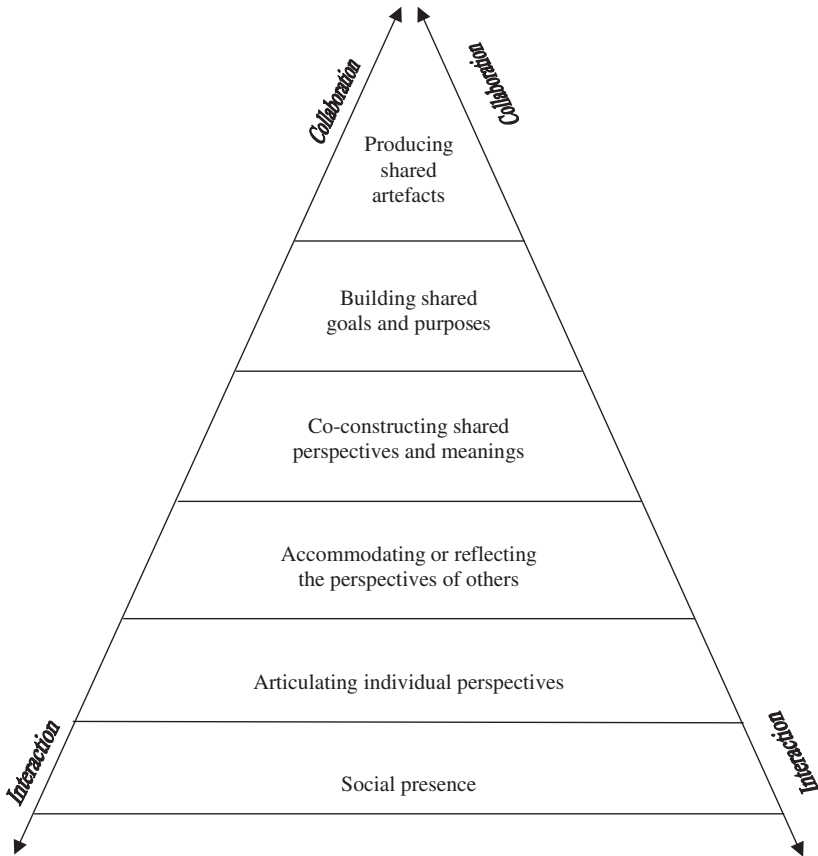 Collaboration
Collaboration
Producing
shared
artefacts
Building shared
goals and purposes
Co-constructing shared
perspectives and meanings
Accommodating or reflecting
the perspectives of others
Articulating individual perspectives
Interaction
Interaction
Social presence